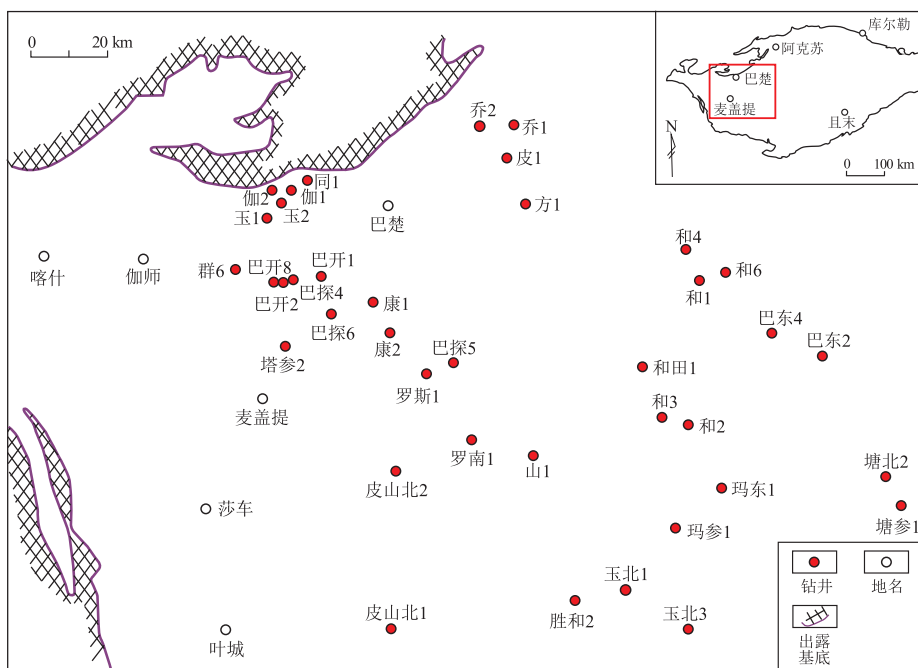 0 20 km
库尔勒
阿克苏
巴楚
麦盖提
且末
N
0 100 km
乔2
乔1
皮1
同1
伽2
伽1
玉1
玉2
巴楚
方1
和4
喀什
伽师
群6
巴开8
巴开1
巴开2
巴探4
和6
和1
康1
巴探6
康2
巴东4
巴东2
塔参2
巴探5
罗斯1
和田1
麦盖提
和3
和2
罗南1
山1
皮山北2
塘北2
玛东1
莎车
塘参1
玛参1
玉北1
胜和2
玉北3
皮山北1
叶城
钻井
地名
出露
基底